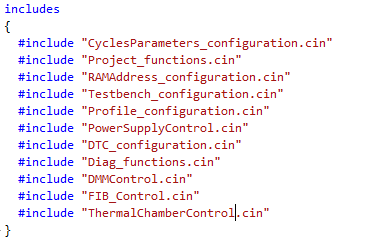 includes
{
#include "CyclesParameters_configuration.cin"
#include "Project_functions.cin"
#include "RAMAddress_configuration.cin"
#include "Testbench_configuration.cin"
#include "Profile_configuration.cin"
#include "PowerSupplyControl.cin"
#include "DTC_configuration.cin"
#include "Diag_functions.cin"
#include "DMMControl.cin"
#include "FIB_Control.cin"
#include "ThermalChamberControl.cin"
}